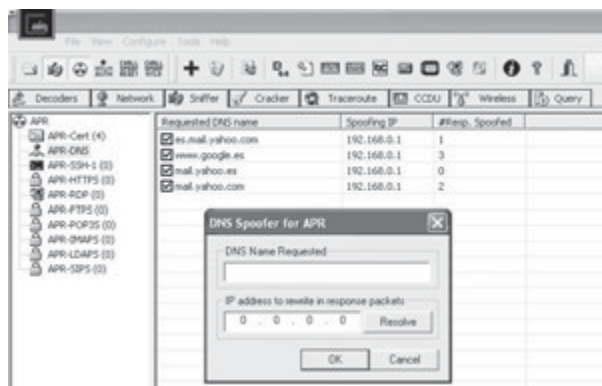 File View Configure Tools Help
Decoders Network Sniffer Cracker Traceroute CCDU Wireless Query
APR
APR-Cert (4)
APR-DNS
APR-SSH-1 (0)
APR-HTTPS (0)
APR-RDP (0)
APR-FTPS (0)
APR-POP3S (0)
APR-IMAPS (0)
APR-LDAPS (0)
APR-SIPS (0)
Requested DNS name Spoofing IP #Resp. Spoofed
es.mail.yahoo.com 192.168.0.1 1
www.google.es 192.168.0.1 3
mail.yahoo.es 192.168.0.1 0
mail.yahoo.com 192.168.0.1 2
DNS Spoofer for APR
DNS Name Requested
IP address to rewrite in response packets
0 . 0 . 0 . 0 Resolve
OK Cancel